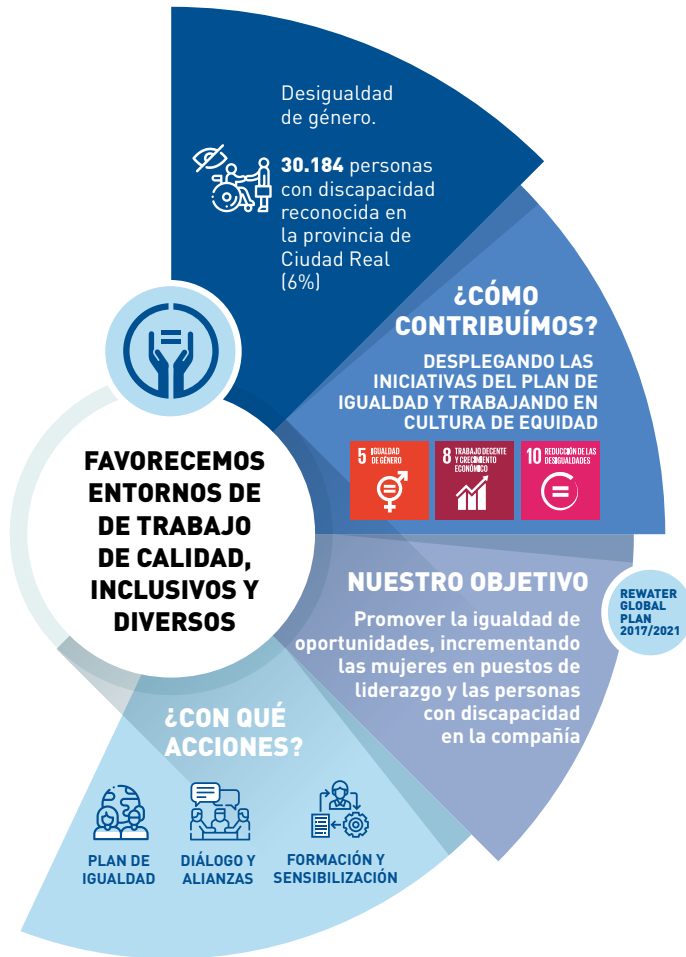 Desigualdad
de género.
30.184 personas
con discapacidad
reconocida en
la provincia de
Ciudad Real
(6%)
¿CÓMO
CONTRIBUÍMOS?
DESPLEGANDO LAS
INICIATIVAS DEL PLAN DE
IGUALDAD Y TRABAJANDO EN
CULTURA DE EQUIDAD
5 IGUALDAD
DE GÉNERO
8 TRABAJO DECENTE
Y CRECIMIENTO
ECONÓMICO
10 REDUCCIÓN DE LAS
DESIGUALDADES
FAVORECEMOS
ENTORNOS DE
DE TRABAJO
DE CALIDAD,
INCLUSIVOS Y
DIVERSOS
NUESTRO OBJETIVO
Promover la igualdad de
oportunidades, incrementando
las mujeres en puestos de
liderazgo y las personas
con discapacidad
en la compañía
REWATER
GLOBAL
PLAN
2017/2021
¿CON QUÉ
ACCIONES?
PLAN DE
IGUALDAD
DIÁLOGO Y
ALIANZAS
FORMACIÓN Y
SENSIBILIZACIÓN